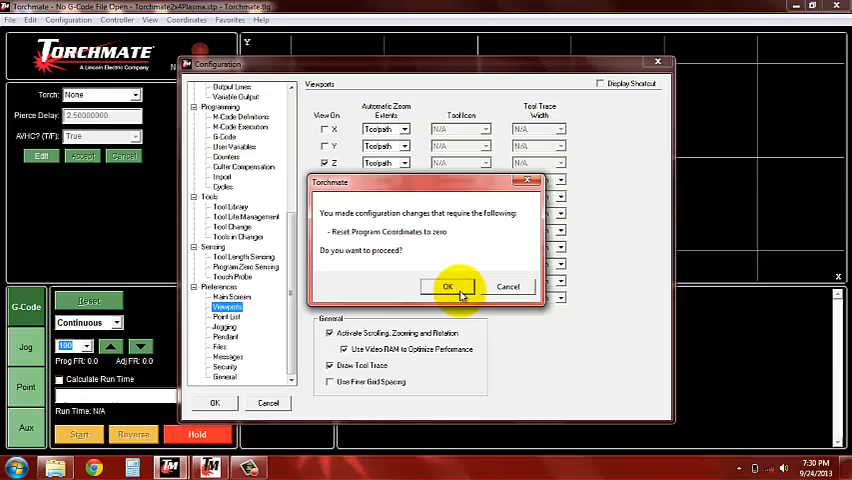 Torchmate - No G-Code File Open - Torchmate2x4Plasma.stp - Torchmate.tlg
File Edit Configuration Controller View Coordinates Favorites Help
TORCHMATE
A Lincoln Electric Company
Torch: None
Pierce Delay: 2.50000000
AVHC? (T/F): True
Edit Accept Cancel
Y
X
Configuration
Output Lines
Variable Output
Programming
M-Code Definitions
M-Code Execution
G-Code
User Variables
Counters
Cutter Compensation
Import
Cycles
Tools
Tool Library
Tool Life Management
Tool Change
Tools in Changer
Sensing
Tool Length Sensing
Program Zero Sensing
Touch Probe
Preferences
Main Screen
Viewports
Point List
Jogging
Pendant
Files
Messages
Security
General
OK Cancel
Viewports
Display Shortcut
View On
Automatic Zoom Extents
Tool Icon
Tool Trace Width
X Toolpath N/A N/A
Y Toolpath N/A N/A
Z Toolpath N/A N/A
Torchmate
You made configuration changes that require the following:
- Reset Program Coordinates to zero
Do you want to proceed?
OK Cancel
General
Activate Scrolling, Zooming and Rotation
Use Video RAM to Optimize Performance
Draw Tool Trace
Use Finer Grid Spacing
G-Code
Jog
Point
Aux
Reset
Continuous
100
Prog FR: 0.0 Adj FR: 0.0
Calculate Run Time
Run Time: N/A
Start Reverse Hold
7:30 PM
9/24/2013